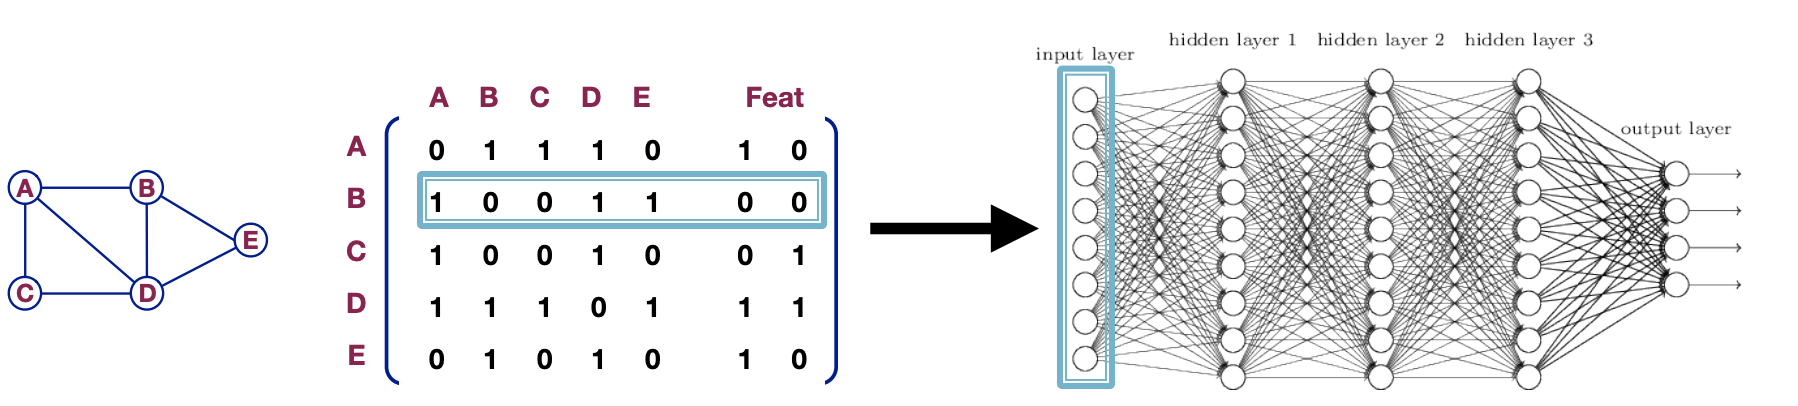 A
B
C
D
E
A B C D E Feat
A 0 1 1 1 0 1 0
B 1 0 0 1 1 0 0
C 1 0 0 1 0 0 1
D 1 1 1 0 1 1 1
E 0 1 0 1 0 1 0
input layer
hidden layer 1
hidden layer 2
hidden layer 3
output layer